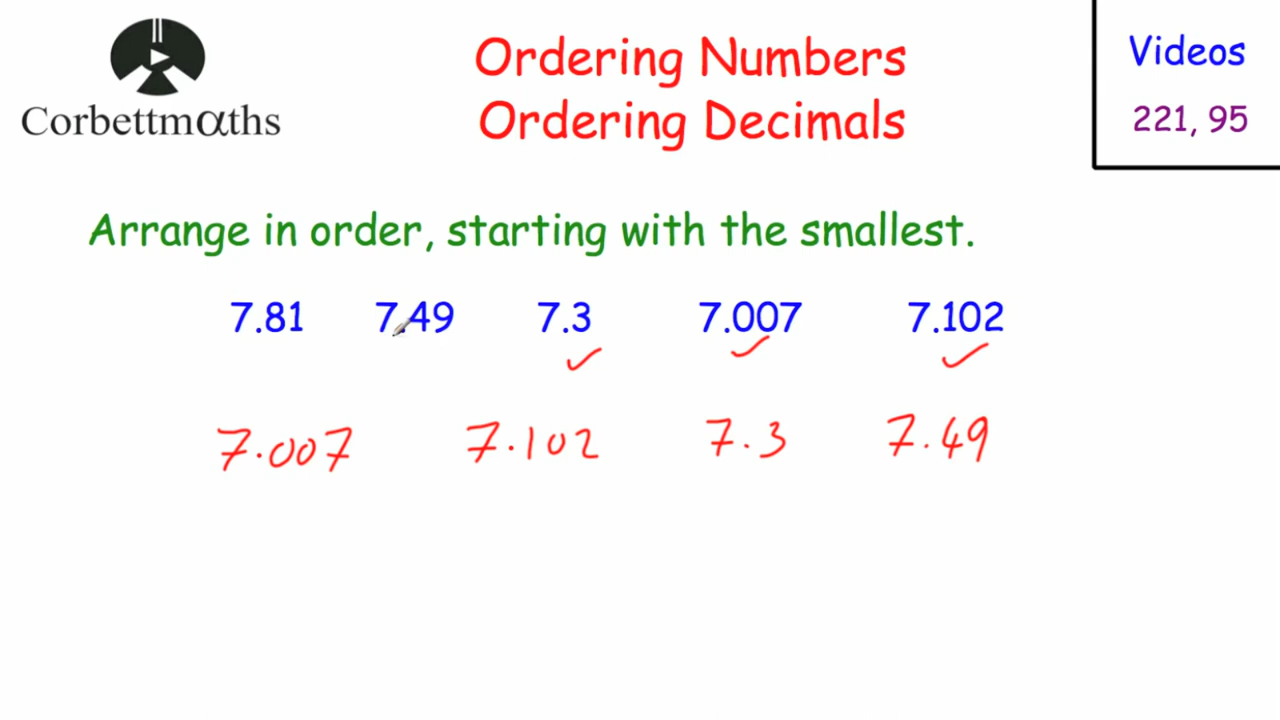 Corbettmαths
Ordering Numbers
Ordering Decimals
Videos
221, 95
Arrange in order, starting with the smallest.
7.81 7.49 7.3 7.007 7.102
7.007 7.102 7.3 7.49